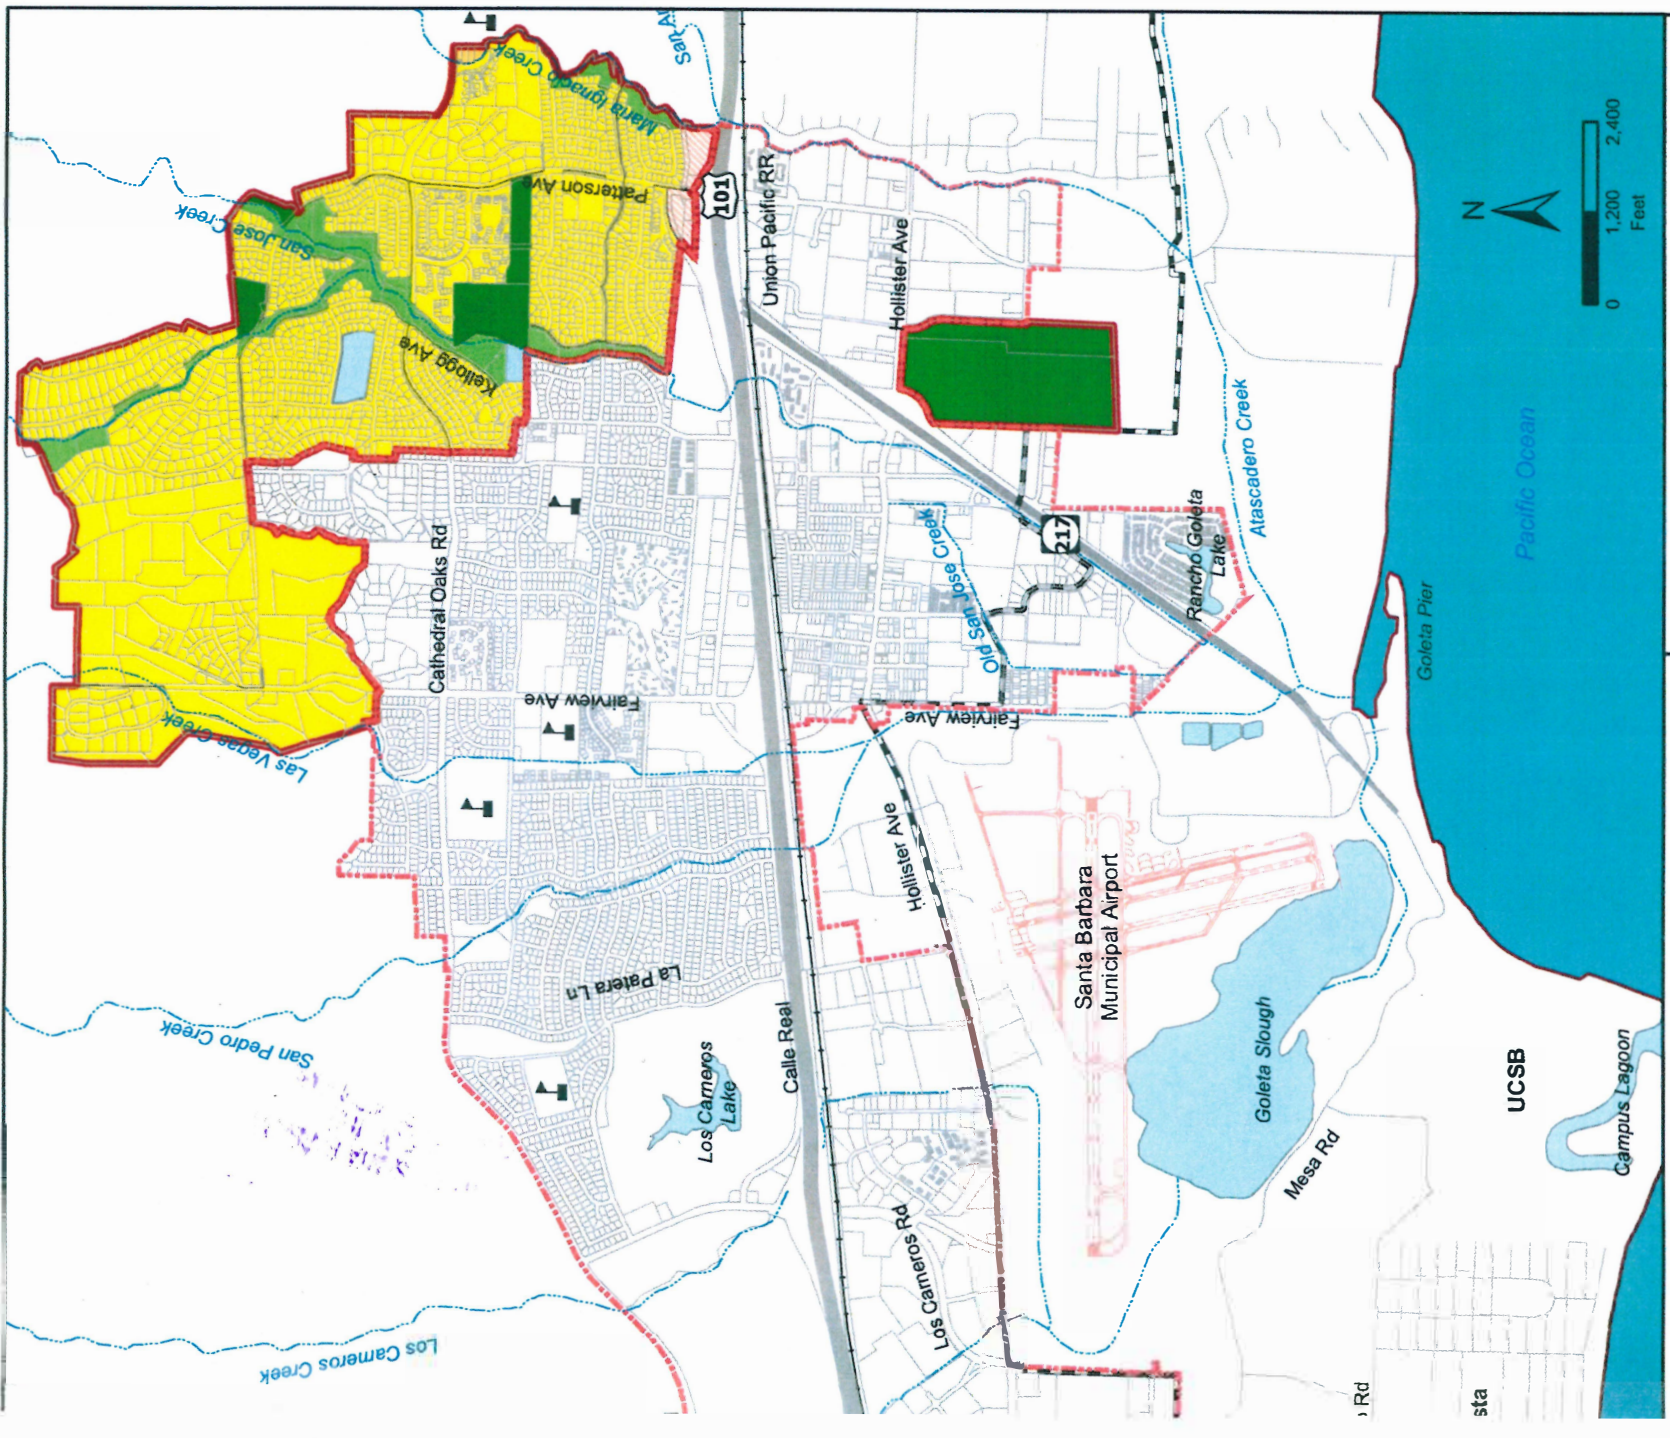 San Jose Creek
San Jose Creek
Maria Ignacio Creek
Patterson Ave
Kellogg Ave
Las Vegas Creek
Cathedral Oaks Rd
Fairview Ave
San Pedro Creek
La Patera Ln
Los Carneros
Lake
Los Carneros Creek
Calle Real
101
Union Pacific RR
Hollister Ave
217
Old San Jose Creek
Rancho Goleta
Lake
Atascadero Creek
Fairview Ave
Hollister Ave
Santa Barbara
Municipal Airport
Los Carneros Rd
Goleta Slough
Mesa Rd
UCSB
Campus Lagoon
Goleta Pier
Pacific Ocean
N
0 1,200 2,400
Feet
Rd
sta